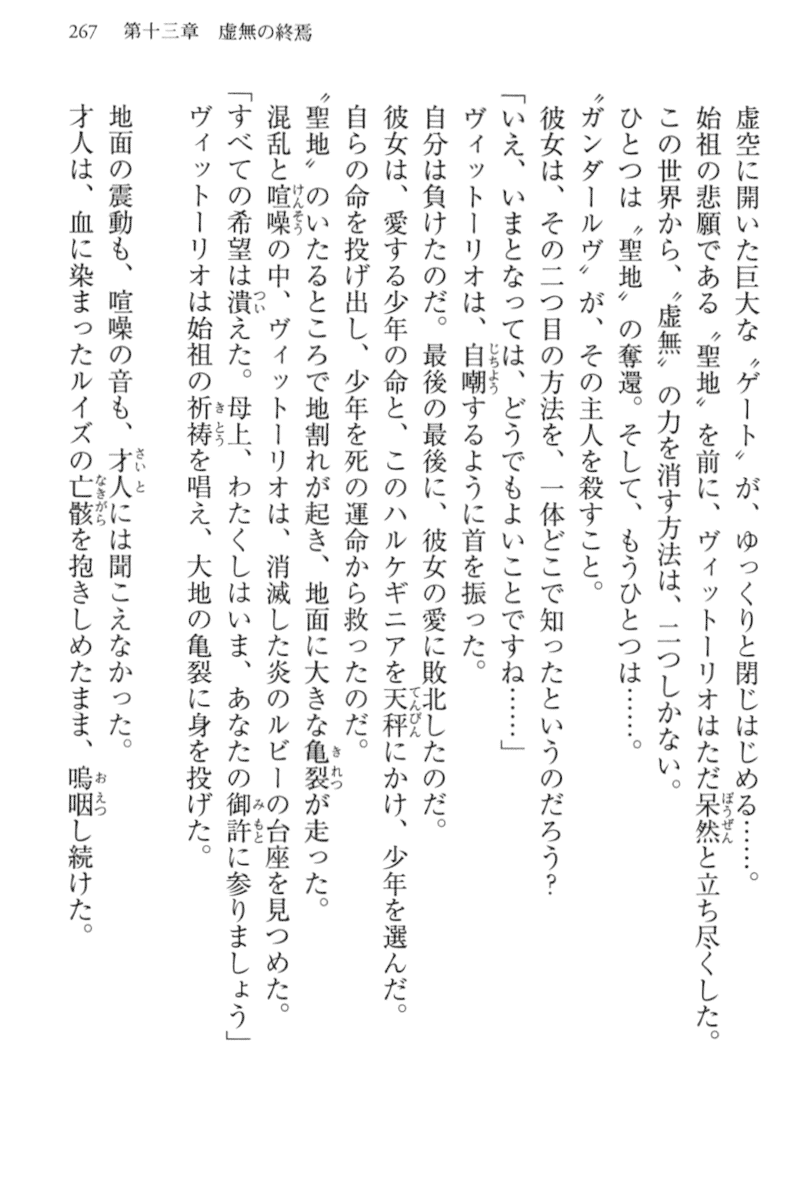 267　第十三章　虚無の終焉
虚空に開いた巨大な〝ゲート〟が、ゆっくりと閉じはじめる……。
始祖の悲願である〝聖地〟を前に、ヴィットーリオはただ呆然と立ち尽くした。
この世界から、〝虚無〟の力を消す方法は、二つしかない。
ひとつは〝聖地〟の奪還。そして、もうひとつは……。
〝ガンダールヴ〟が、その主人を殺すこと。
彼女は、その二つ目の方法を、一体どこで知ったというのだろう？
「いえ、いまとなっては、どうでもよいことですね……」
ヴィットーリオは、自嘲するように首を振った。
自分は負けたのだ。最後の最後に、彼女の愛に敗北したのだ。
彼女は、愛する少年の命と、このハルケギニアを天秤にかけ、少年を選んだ。
自らの命を投げ出し、少年を死の運命から救ったのだ。
〝聖地〟のいたるところで地割れが起き、地面に大きな亀裂が走った。
混乱と喧噪の中、ヴィットーリオは、消滅した炎のルビーの台座を見つめた。
「すべての希望は潰えた。母上、わたくしはいま、あなたの御許に参りましょう」
ヴィットーリオは始祖の祈祷を唱え、大地の亀裂に身を投げた。
地面の震動も、喧噪の音も、才人には聞こえなかった。
才人は、血に染まったルイズの亡骸を抱きしめたまま、嗚咽し続けた。